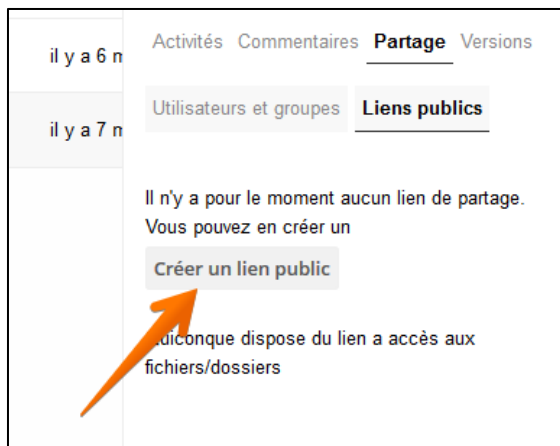 il y a 6 m
Activités Commentaires Partage Versions
il y a 7 m
Utilisateurs et groupes Liens publics
Il n'y a pour le moment aucun lien de partage.
Vous pouvez en créer un
Créer un lien public
Quiconque dispose du lien a accès aux
fichiers/dossiers